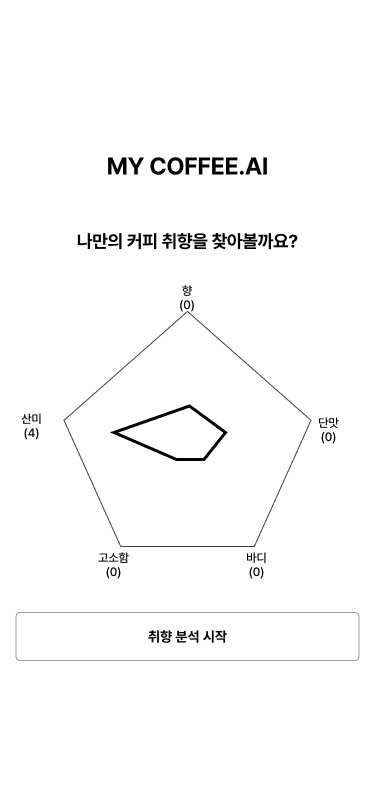 MY COFFEE.AI
나만의 커피 취향을 찾아볼까요?
향
(0)
산미
(4)
단맛
(0)
고소함
(0)
바디
(0)
취향 분석 시작